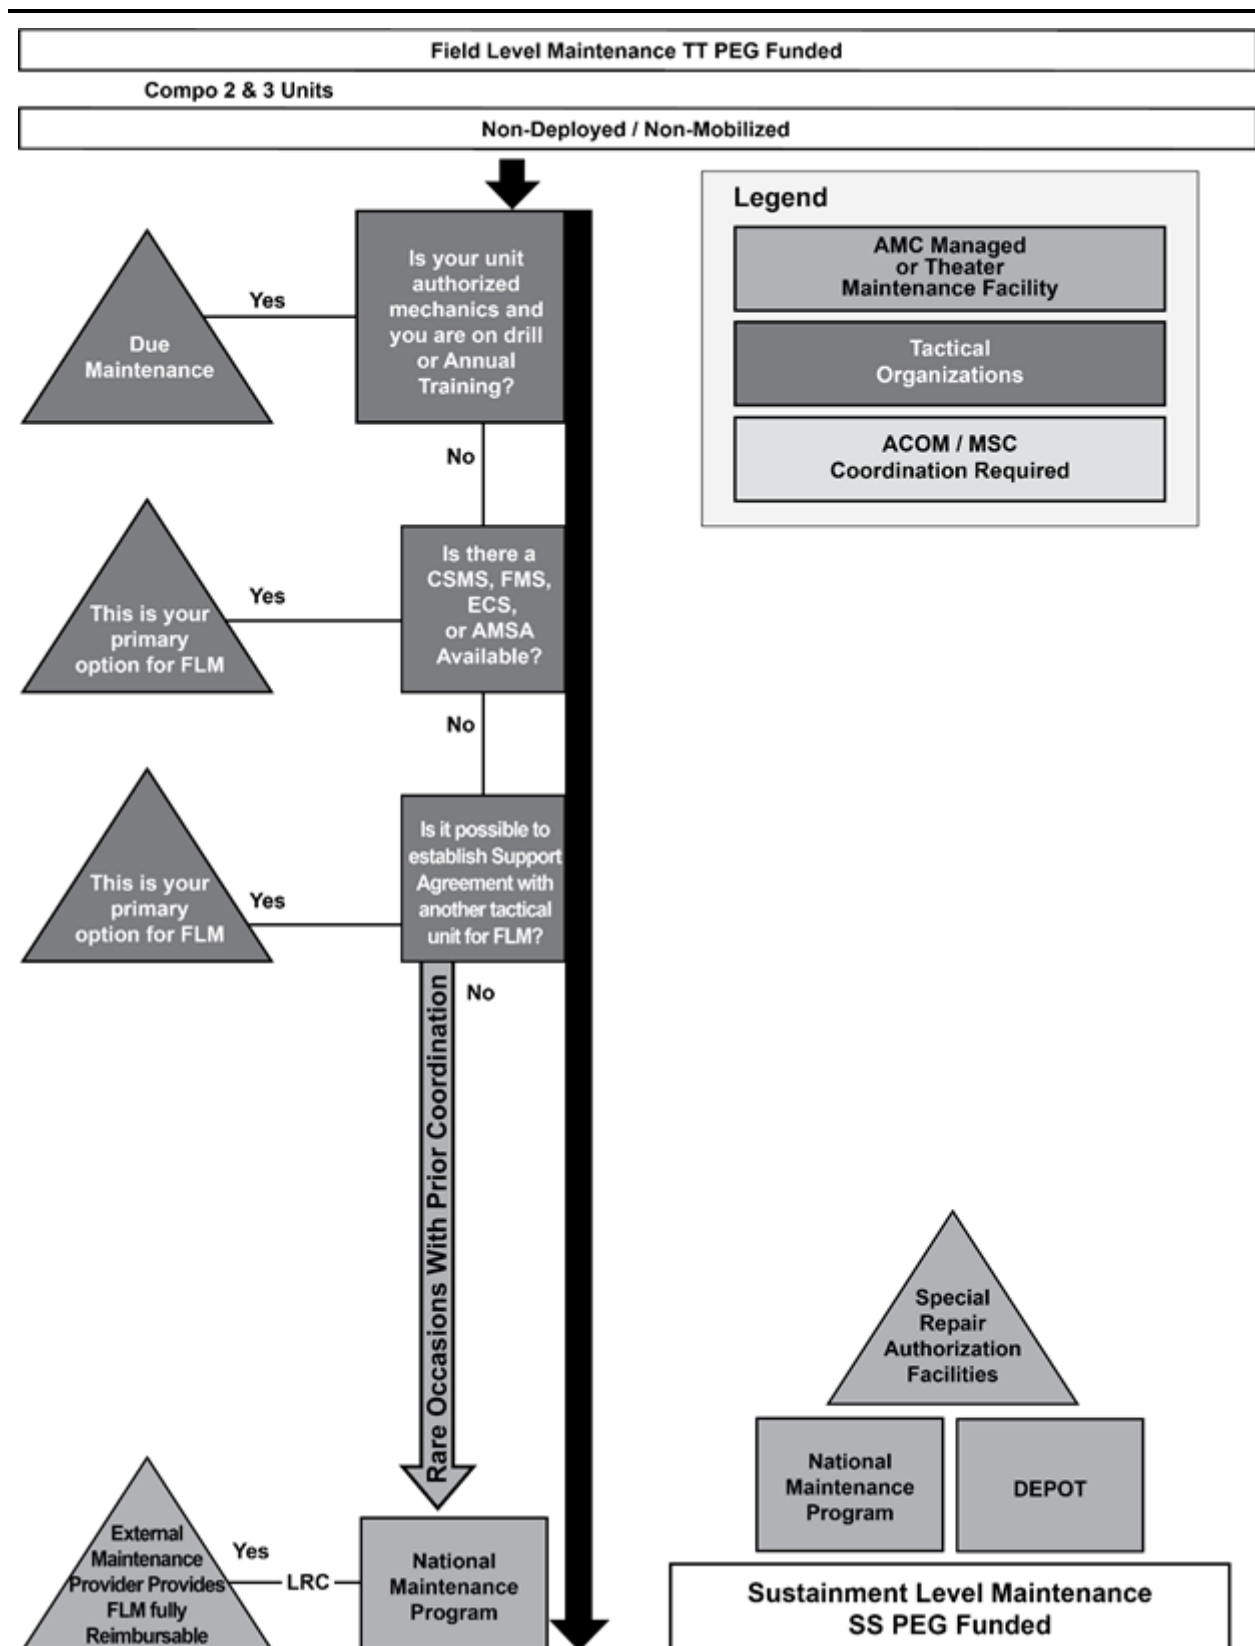 Field Level Maintenance TT PEG Funded
Compo 2 & 3 Units
Non-Deployed / Non-Mobilized
Legend
AMC Managed
or Theater
Maintenance Facility
Tactical
Organizations
ACOM / MSC
Coordination Required
Is your unit
authorized
mechanics and
you are on drill
or Annual
Training?
Yes
Due
Maintenance
No
Is there a
CSMS, FMS,
ECS,
or AMSA
Available?
Yes
This is your
primary
option for FLM
No
Is it possible to
establish Support
Agreement with
another tactical
unit for FLM?
Yes
This is your
primary
option for FLM
No
Rare Occasions With Prior Coordination
National
Maintenance
Program
LRC
Yes
External
Maintenance
Provider Provides
FLM fully
Reimbursable
Special
Repair
Authorization
Facilities
National
Maintenance
Program
DEPOT
Sustainment Level Maintenance
SS PEG Funded